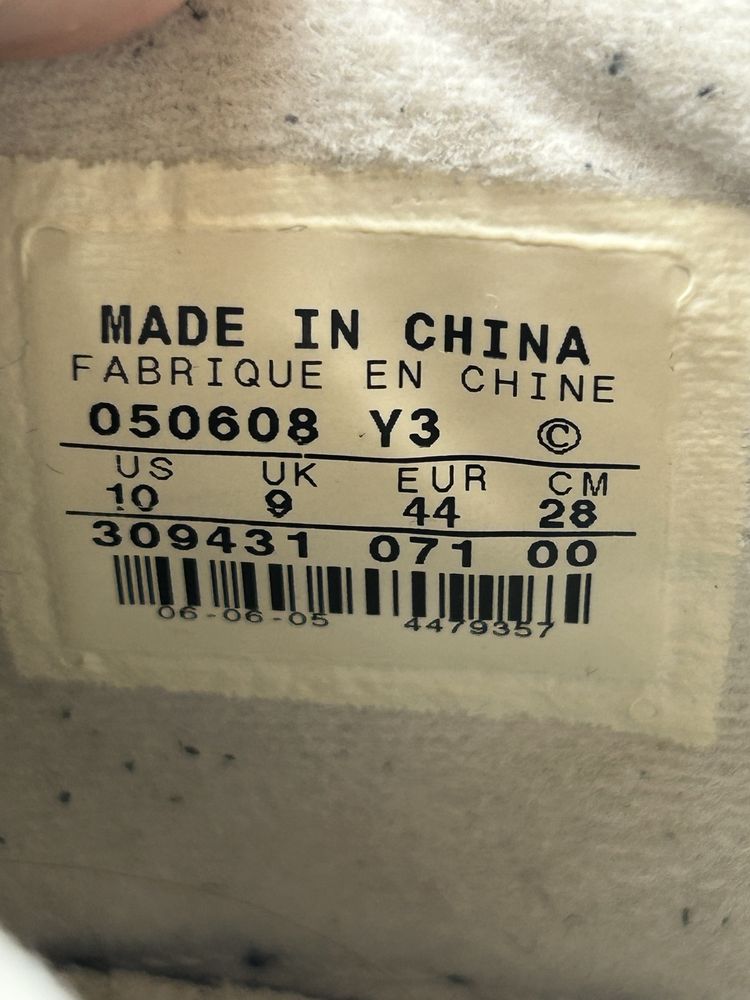 MADE IN CHINA
FABRIQUE EN CHINE
050608 Y3 ©
US UK EUR CM
10 9 44 28
309431 071 00
06-06-05 4479357